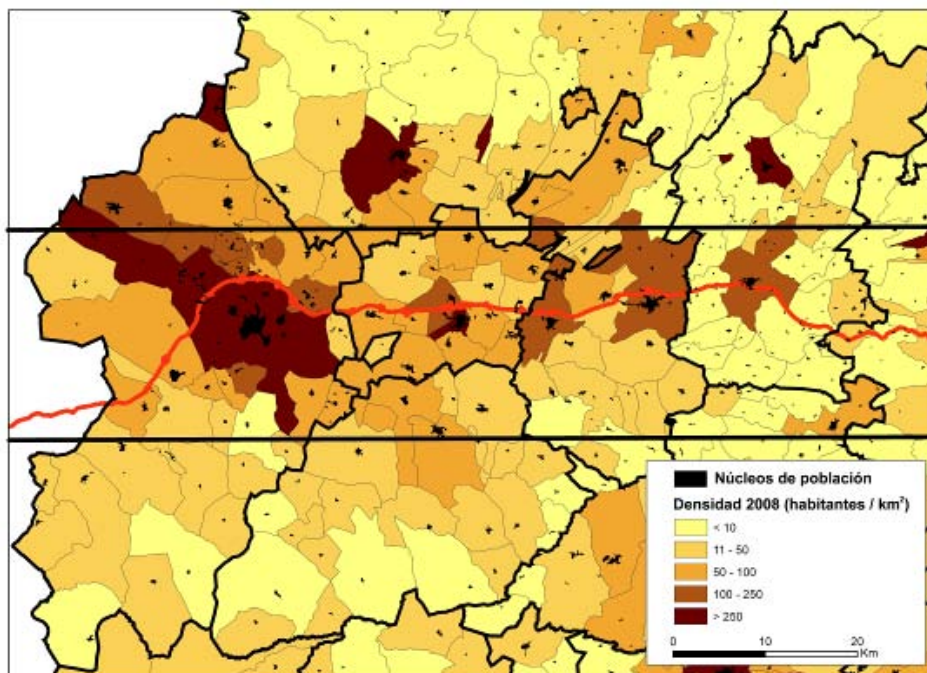 Núcleos de población
Densidad 2008 (habitantes / km²)
< 10
11 - 50
50 - 100
100 - 250
> 250
0 10 20
Km